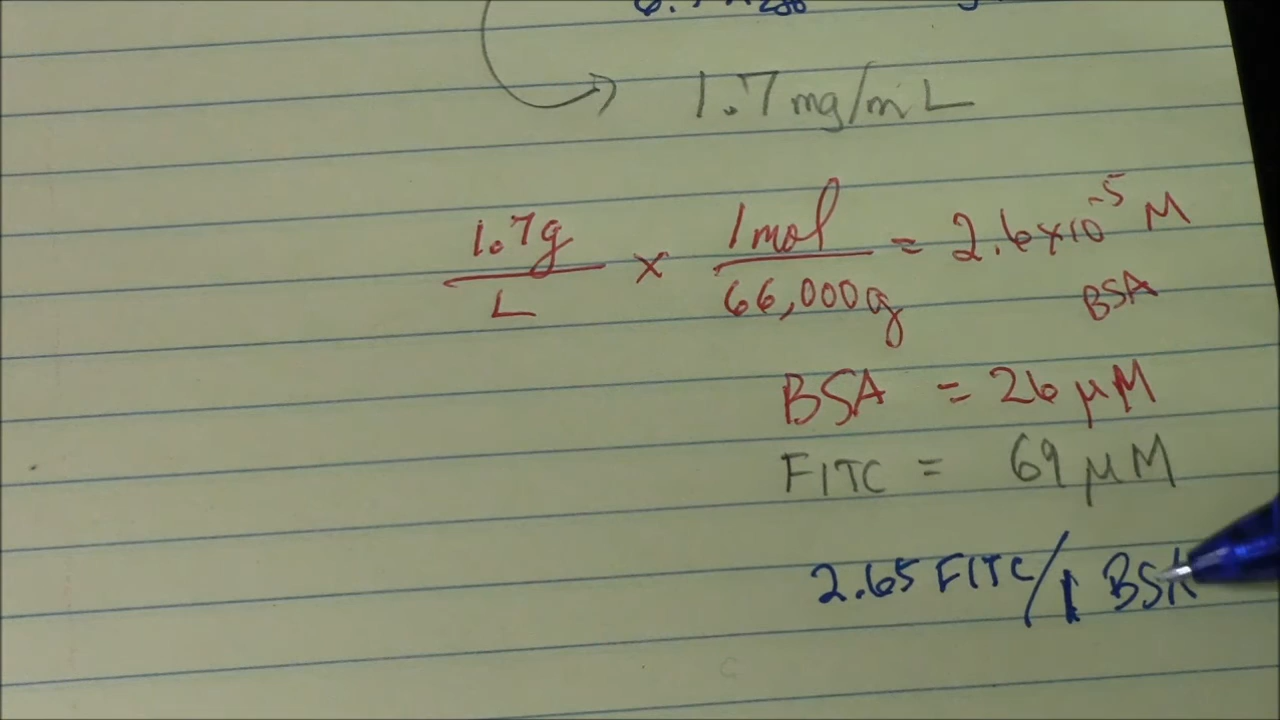 1.7 mg/mL
1.7g / L × 1mol / 66,000g = 2.6×10⁻⁵ M
BSA
BSA = 26 μM
FITC = 69 μM
2.65 FITC/1 BSA